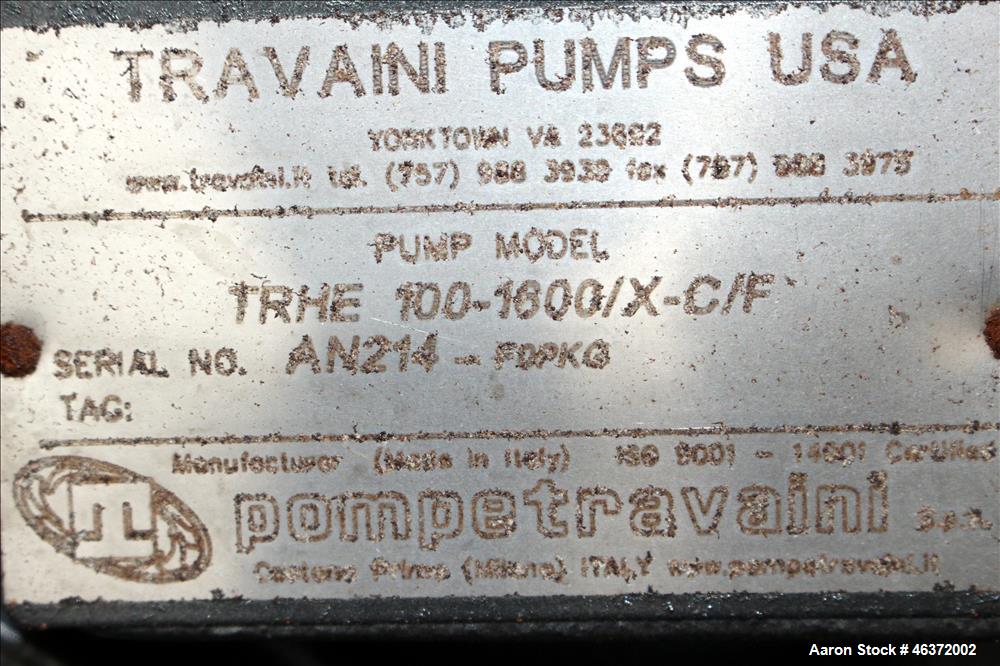 TRAVAINI PUMPS USA
YORKTOWN VA 23692
www.travaini.it tel. (757) 988 3930 fax (757) 988 3975
PUMP MODEL
TRHE 100-1600/X-C/F
SERIAL NO. AN214 -
TAG:
Manufacturer (Made in Italy) ISO 9001 - 14001 Certified
pompetravaini S.p.A.
Castano Primo (Milano) ITALY www.pompetravaini.it
Aaron Stock # 46372002